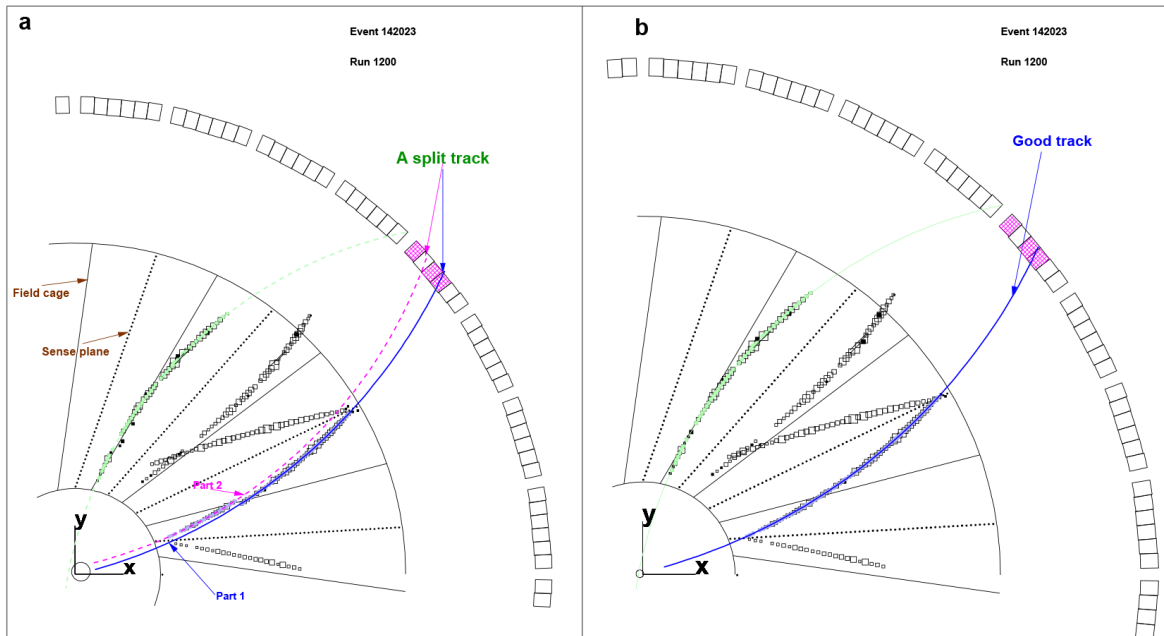 a
Event 142023
Run 1200
A split track
Field cage
Sense plane
Part 2
y
x
Part 1
b
Event 142023
Run 1200
Good track
y
x